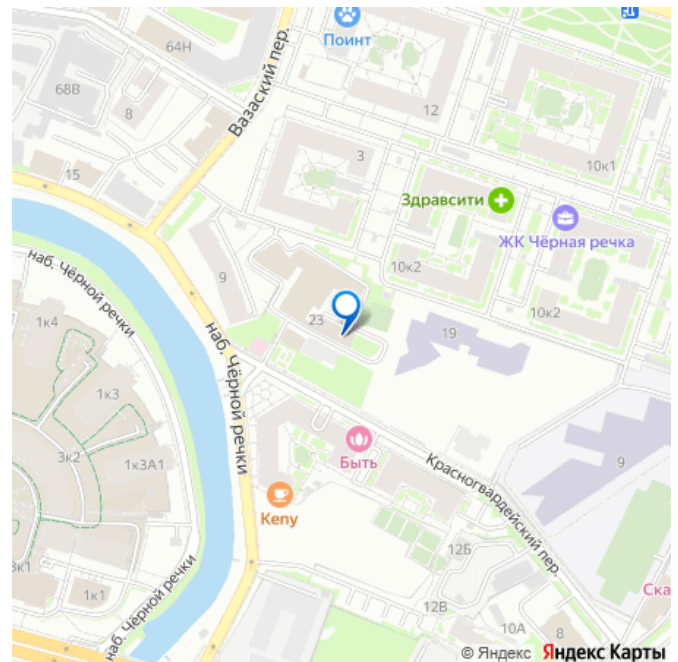 64Н
Поинт
Вазаский пер.
68В
8
12
3
10к1
15
Здравсити
ЖК Чёрная речка
наб. Чёрной речки
9
10к2
10к2
1к4
23
19
наб. Чёрной речки
1к3
3к2
1к3А1
Быть
Красногвардейский пер.
9
Keny
12Б
наб. Чёрной речки
3к1
1к1
Ска
12В
10А
8
© Яндекс Яндекс Карты